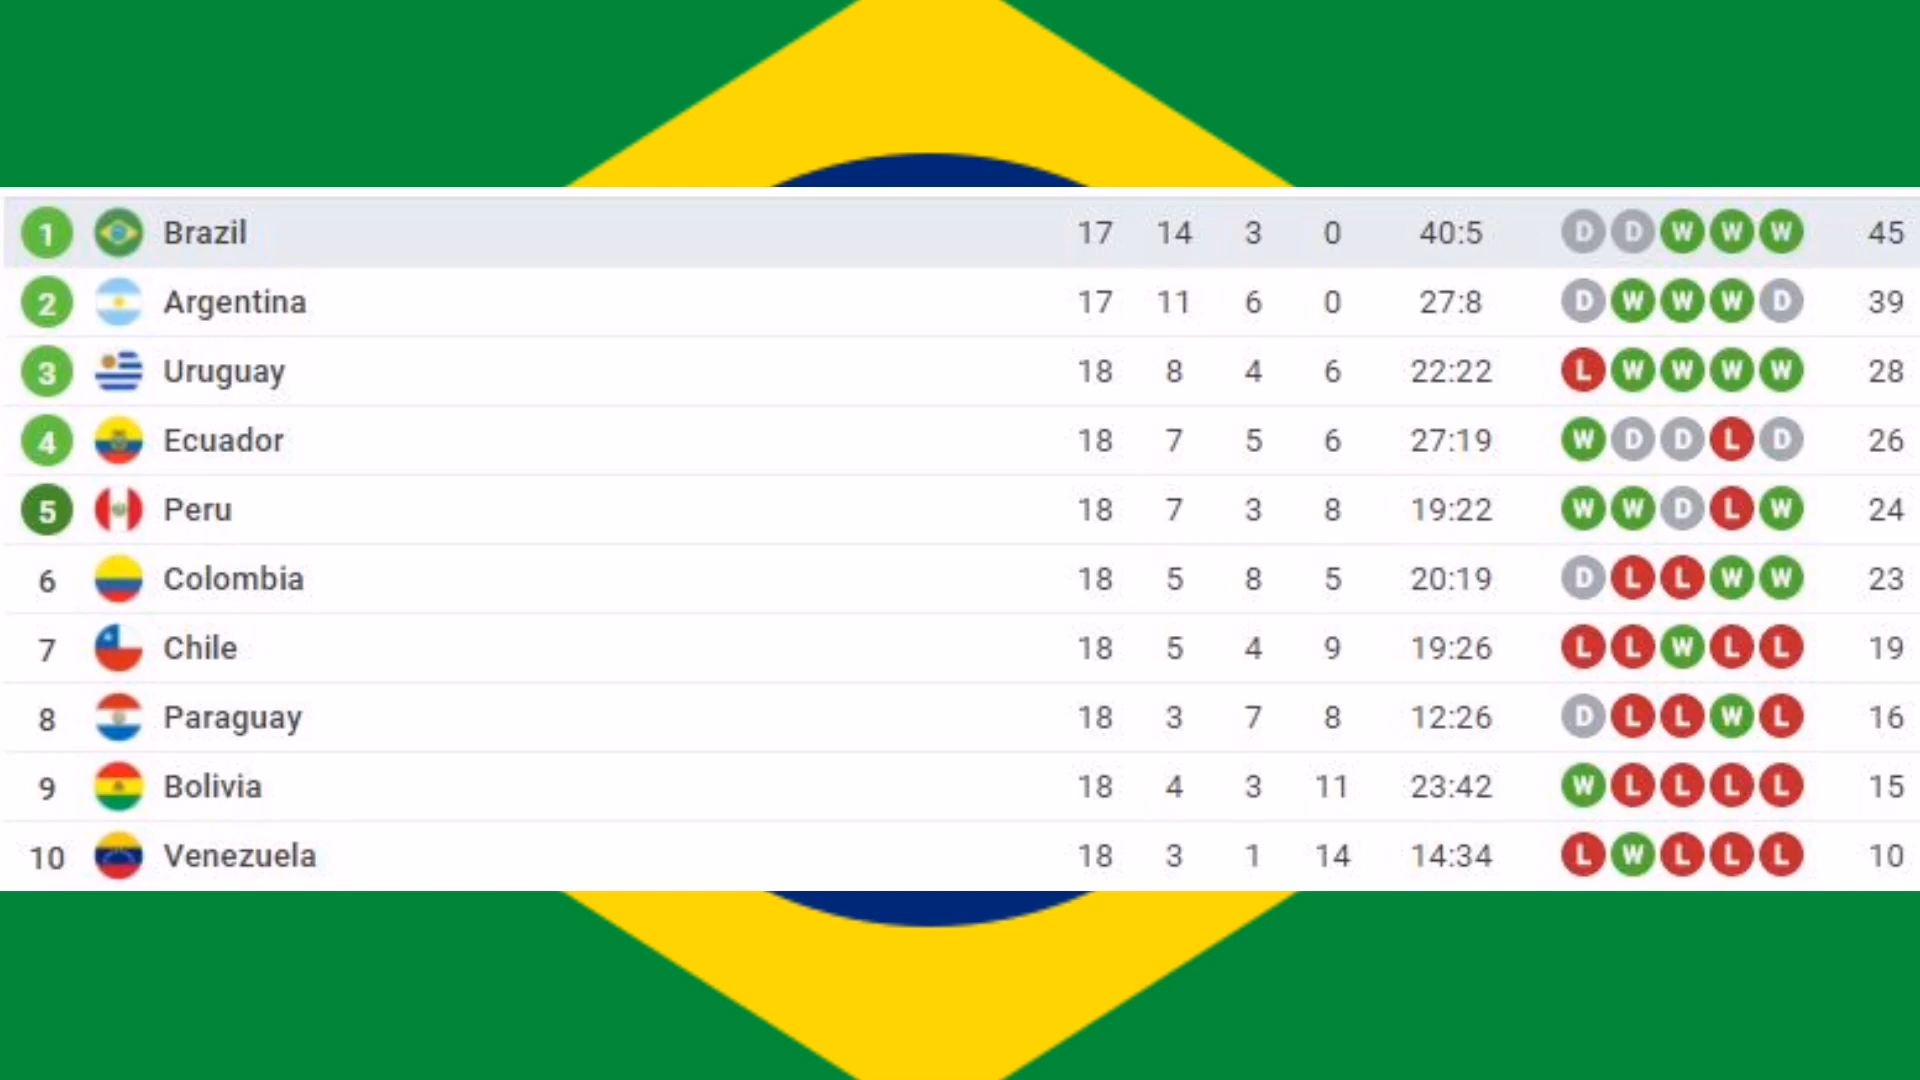 1 Brazil 17 14 3 0 40:5 D D W W W 45
2 Argentina 17 11 6 0 27:8 D W W W D 39
3 Uruguay 18 8 4 6 22:22 L W W W W 28
4 Ecuador 18 7 5 6 27:19 W D D L D 26
5 Peru 18 7 3 8 19:22 W W D L W 24
6 Colombia 18 5 8 5 20:19 D L L W W 23
7 Chile 18 5 4 9 19:26 L L W L L 19
8 Paraguay 18 3 7 8 12:26 D L L W L 16
9 Bolivia 18 4 3 11 23:42 W L L L L 15
10 Venezuela 18 3 1 14 14:34 L W L L L 10